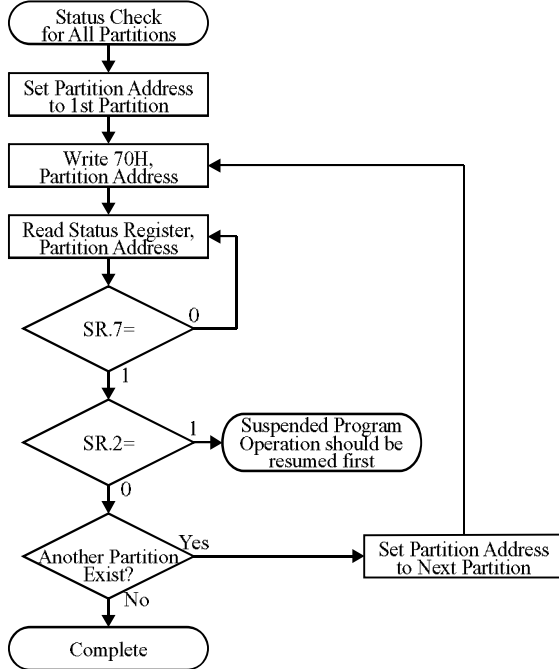 Status Check
for All Partitions
Set Partition Address
to 1st Partition
Write 70H,
Partition Address
Read Status Register,
Partition Address
SR.7=
0
1
SR.2=
1
Suspended Program
Operation should be
resumed first
0
Another Partition
Exist?
Yes
Set Partition Address
to Next Partition
No
Complete